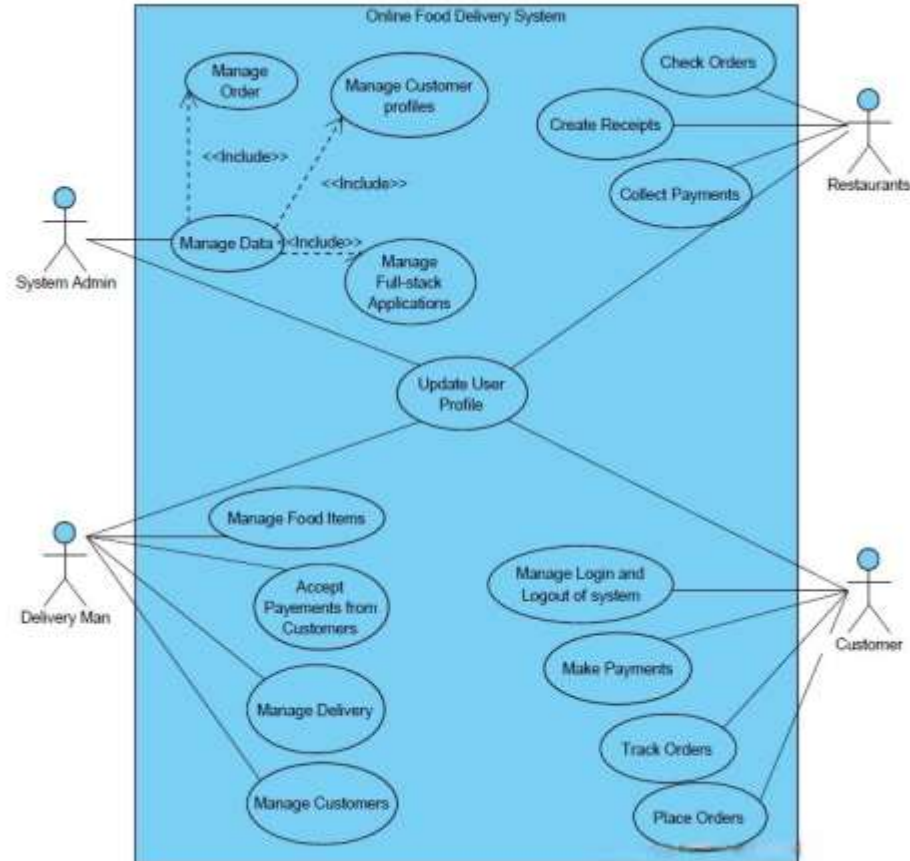 Online Food Delivery System
Manage
Order
Manage Customer
profiles
Check Orders
Create Receipts
Collect Payments
Restaurants
<<Include>>
<<Include>>
Manage Data
<<Include>>
System Admin
Manage
Full-stack
Applications
Update User
Profile
Manage Food Items
Accept
Payements from
Customers
Delivery Man
Manage Delivery
Manage Customers
Manage Login and
Logout of system
Customer
Make Payments
Track Orders
Place Orders